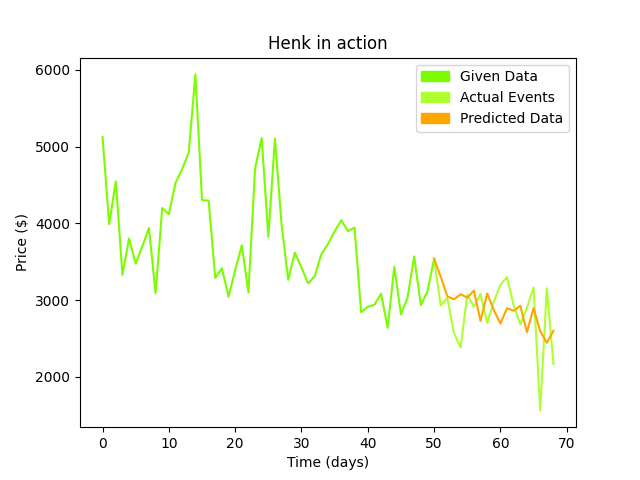 Henk in action
Given Data
Actual Events
Predicted Data
Price ($)
6000
5000
4000
3000
2000
0 10 20 30 40 50 60 70
Time (days)